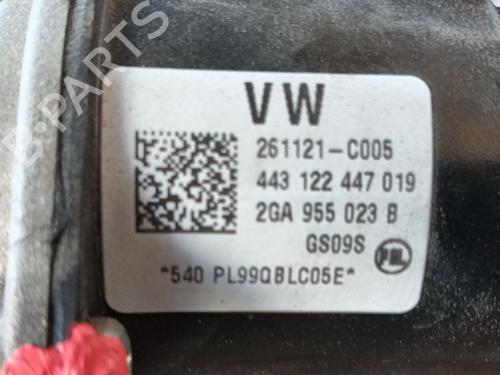 VW
261121-C005
443 122 447 019
2GA 955 023 B
GS09S
*540 PL99QBLC05E*
B-Parts